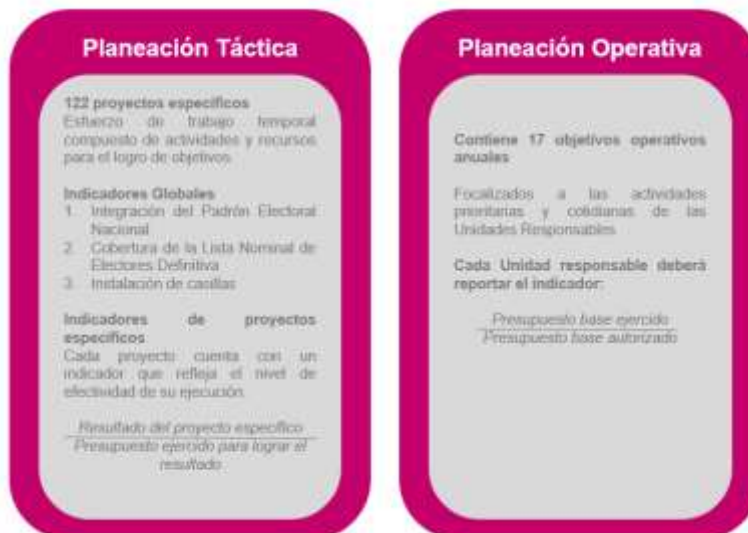 Planeación Táctica
122 proyectos específicos
Esfuerzo de trabajo temporal
compuesto de actividades y recursos
para el logro de objetivos
Indicadores Globales
1. Integración del Padrón Electoral
Nacional
2. Cobertura de la Lista Nominal de
Electores Definitiva
3. Instalación de casillas
Indicadores de proyectos
específicos
Cada proyecto cuenta con un
indicador que refleja el nivel de
efectividad de su ejecución:
Resultado del proyecto específico
Presupuesto ejercido para lograr el
resultado
Planeación Operativa
Contiene 17 objetivos operativos
anuales
Focalizados a las actividades
prioritarias y cotidianas de las
Unidades Responsables
Cada Unidad responsable deberá
reportar el indicador:
Presupuesto base ejercido
Presupuesto base autorizado